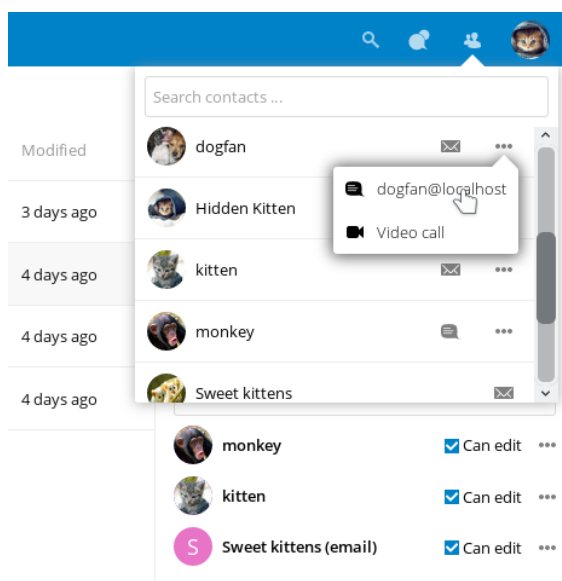 Search contacts ...
Modified
dogfan
dogfan@localhost
3 days ago
Hidden Kitten
Video call
4 days ago
kitten
4 days ago
monkey
4 days ago
Sweet kittens
monkey
Can edit
kitten
Can edit
S
Sweet kittens (email)
Can edit